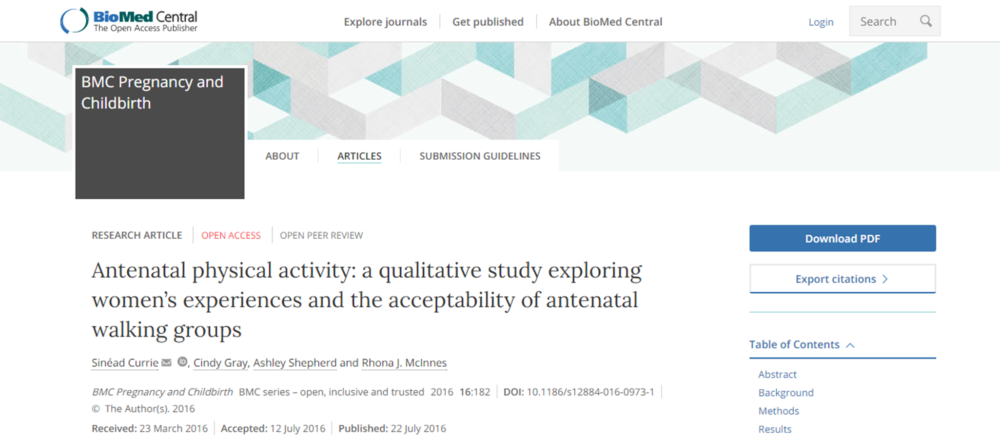 BioMed Central
The Open Access Publisher
Explore journals
Get published
About BioMed Central
Login
Search
BMC Pregnancy and
Childbirth
ABOUT
ARTICLES
SUBMISSION GUIDELINES
RESEARCH ARTICLE
OPEN ACCESS
OPEN PEER REVIEW
Antenatal physical activity: a qualitative study exploring
women’s experiences and the acceptability of antenatal
walking groups
Sinéad Currie iD, Cindy Gray, Ashley Shepherd and Rhona J. McInnes
BMC Pregnancy and Childbirth BMC series – open, inclusive and trusted 2016 16:182 DOI: 10.1186/s12884-016-0973-1
© The Author(s). 2016
Received: 23 March 2016 Accepted: 12 July 2016 Published: 22 July 2016
Download PDF
Export citations
Table of Contents
Abstract
Background
Methods
Results